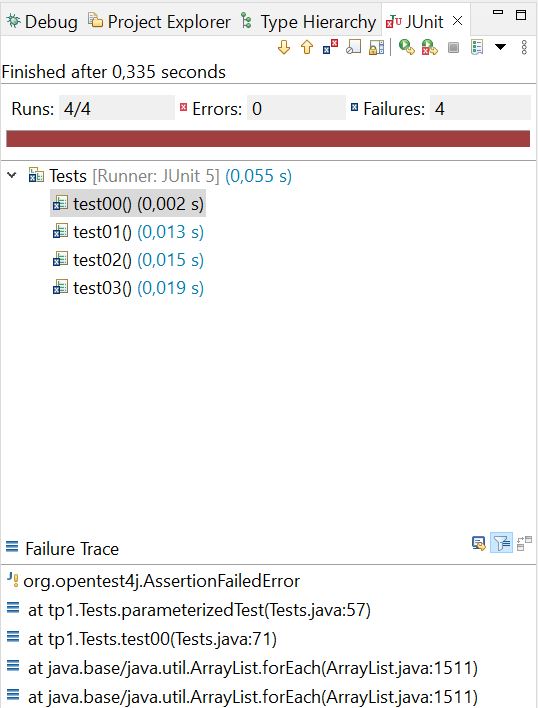 Debug Project Explorer Type Hierarchy JUnit
Finished after 0,335 seconds
Runs: 4/4 Errors: 0 Failures: 4
Tests [Runner: JUnit 5] (0,055 s)
test00() (0,002 s)
test01() (0,013 s)
test02() (0,015 s)
test03() (0,019 s)
Failure Trace
org.opentest4j.AssertionFailedError
at tp1.Tests.parameterizedTest(Tests.java:57)
at tp1.Tests.test00(Tests.java:71)
at java.base/java.util.ArrayList.forEach(ArrayList.java:1511)
at java.base/java.util.ArrayList.forEach(ArrayList.java:1511)